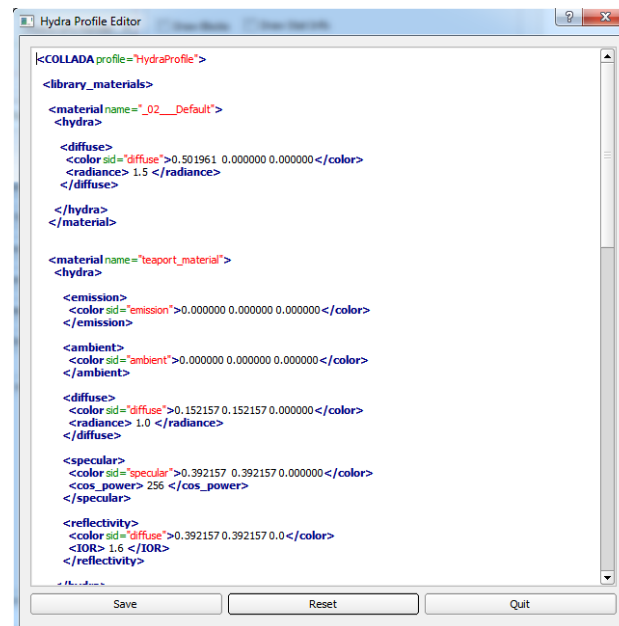 Hydra Profile Editor
<COLLADA profile="HydraProfile">
<library_materials>
<material name="_02___Default">
<hydra>
<diffuse>
<color sid="diffuse">0.501961 0.000000 0.000000</color>
<radiance> 1.5 </radiance>
</diffuse>
</hydra>
</material>
<material name="teaport_material">
<hydra>
<emission>
<color sid="emission">0.000000 0.000000 0.000000</color>
</emission>
<ambient>
<color sid="ambient">0.000000 0.000000 0.000000</color>
</ambient>
<diffuse>
<color sid="diffuse">0.152157 0.152157 0.000000</color>
<radiance> 1.0 </radiance>
</diffuse>
<specular>
<color sid="specular">0.392157 0.392157 0.000000</color>
<cos_power> 256 </cos_power>
</specular>
<reflectivity>
<color sid="diffuse">0.392157 0.392157 0.0</color>
<IOR> 1.6 </IOR>
</reflectivity>
Save Reset Quit